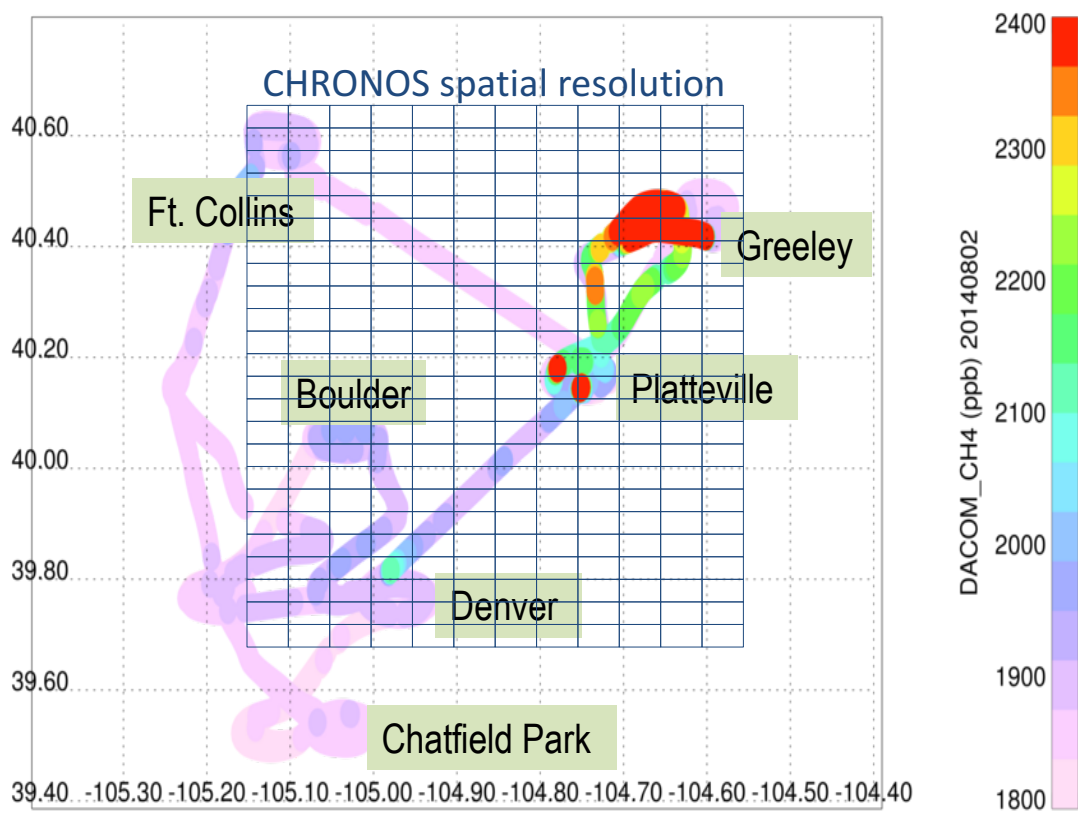 CHRONOS spatial resolution
40.60
Ft. Collins
40.40
Greeley
40.20
Boulder
Platteville
40.00
39.80
Denver
39.60
Chatfield Park
39.40 -105.30 -105.20 -105.10 -105.00 -104.90 -104.80 -104.70 -104.60 -104.50 -104.40
2400
2300
2200
2100
2000
1900
1800
DACOM_CH4 (ppb) 20140802